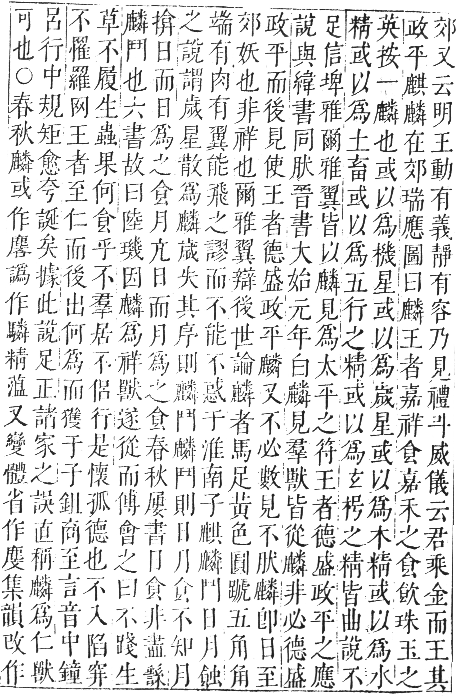 郊又云明王動有義靜有容乃見禮斗威儀云君乘金而王其
政平麒麟在郊瑞應圖曰麟王者嘉祥食嘉禾之食飲珠玉之
英按一麟也或以爲機星或以爲歲星或以爲木精或以爲水
精或以爲土畜或以爲五行之精或以爲玄枵之精皆曲說不
足信埤雅爾雅翼皆以麟見爲太平之符王者德盛政平之應
說與緯書同肰晉書大始元年白麟見羣獸皆從麟非必德盛
政平而後見使王者德盛政平麟又不必數見不肰麟卽日至
郊妖也非祥也爾雅翼辯後世論麟者馬足黃色圓蹏五角角
端有肉有翼能飛之謬而不能不惑于淮南子麒麟鬥日月蝕
之說謂歲星散爲麟歲失其序則麟鬥麟鬥則日月食不知月
揜日而日爲之食月亢日而月爲之食春秋屢書日食非盡繇
麟鬥也六書故曰陸璣因麟爲祥獸遂從而傅會之曰不踐生
草不履生蟲果何食乎不羣居不侶行是懷孤德也不入陷穽
不罹羅网王者至仁而後出何爲而獲于子鉏商至言音中鐘
呂行中規矩愈夸誕矣據此說足正諸家之誤直稱麟爲仁獸
可也○春秋麟或作麐譌作驎精薀又變體省作慶集韻改作